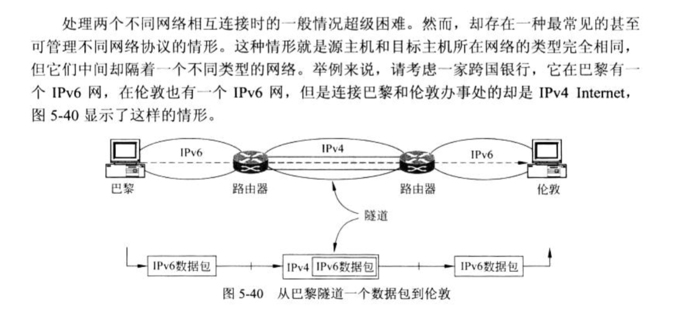 处理两个不同网络相互连接时的一般情况超级困难。然而，却存在一种最常见的甚至
可管理不同网络协议的情形。这种情形就是源主机和目标主机所在网络的类型完全相同，
但它们中间却隔着一个不同类型的网络。举例来说，请考虑一家跨国银行，它在巴黎有一
个 IPv6 网，在伦敦也有一个 IPv6 网，但是连接巴黎和伦敦办事处的却是 IPv4 Internet，
图 5-40 显示了这样的情形。
IPv6 IPv4 IPv6
巴黎 路由器 路由器 伦敦
隧道
IPv6数据包 IPv4 IPv6数据包 IPv6数据包
图 5-40 从巴黎隧道一个数据包到伦敦